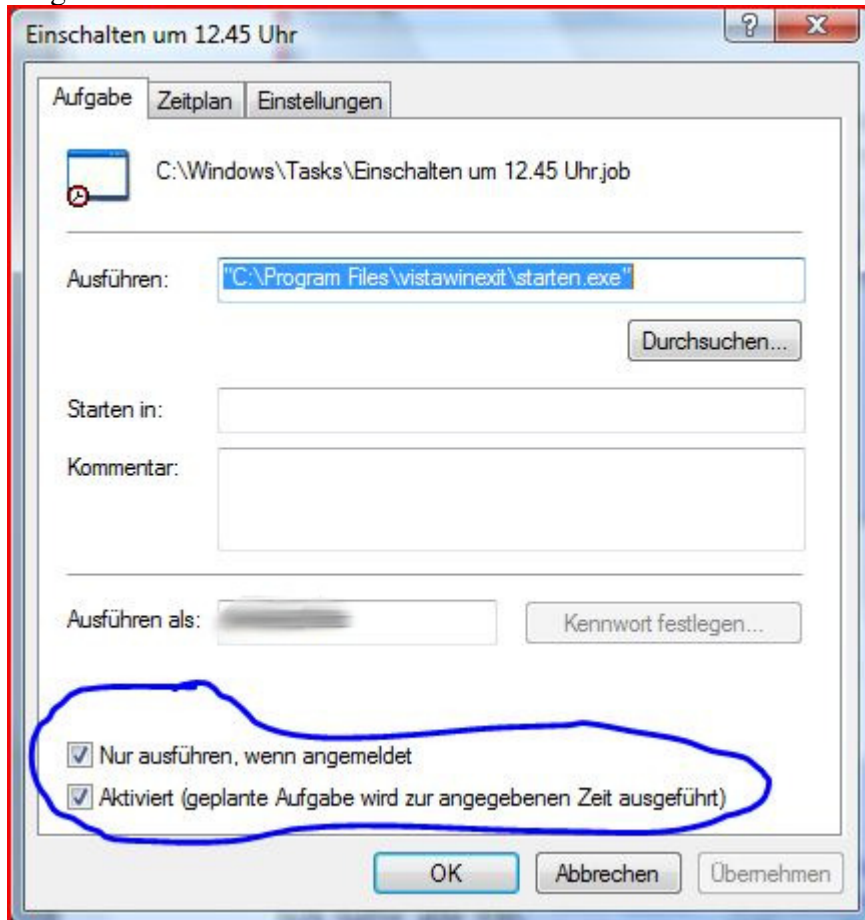 Einschalten um 12.45 Uhr
Aufgabe Zeitplan Einstellungen
C:\Windows\Tasks\Einschalten um 12.45 Uhr.job
Ausführen: "C:\Program Files\vistawinexit\starten.exe"
Durchsuchen...
Starten in:
Kommentar:
Ausführen als: Kennwort festlegen...
Nur ausführen, wenn angemeldet
Aktiviert (geplante Aufgabe wird zur angegebenen Zeit ausgeführt)
OK Abbrechen Übernehmen